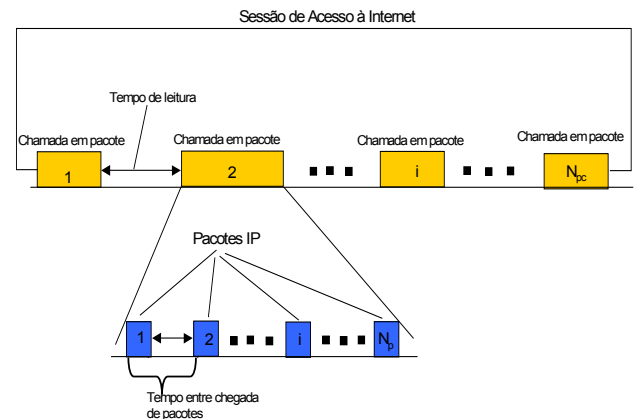 Sessão de Acesso à Internet
Tempo de leitura
Chamada em pacote
Chamada em pacote
Chamada em pacote
Chamada em pacote
1
2
i
Npc
Pacotes IP
1
2
i
Np
Tempo entre chegada
de pacotes